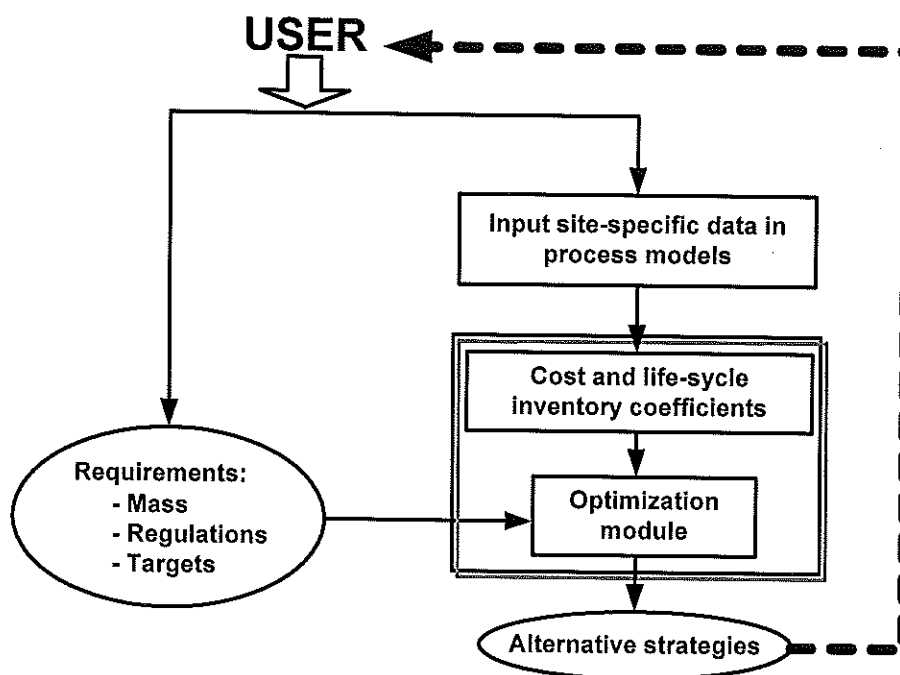 USER
Input site-specific data in
process models
Cost and life-sycle
inventory coefficients
Requirements:
- Mass
- Regulations
- Targets
Optimization
module
Alternative strategies